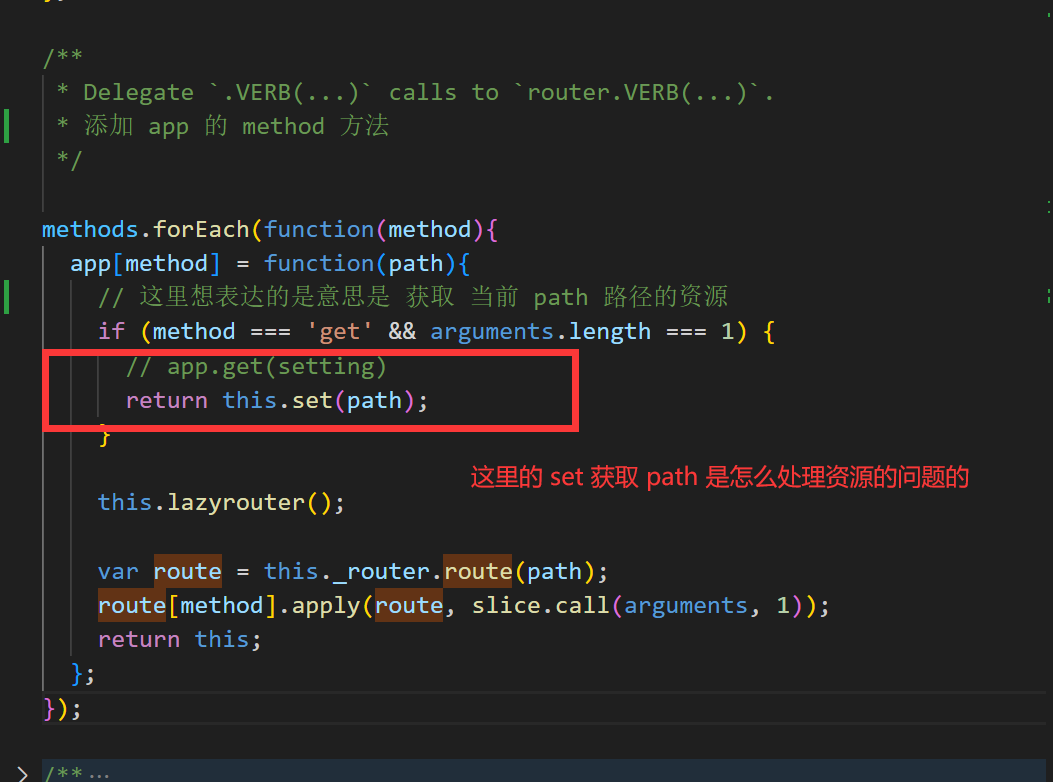 /**
* Delegate `.VERB(...)` calls to `router.VERB(...)`.
* 添加 app 的 method 方法
*/
methods.forEach(function(method){
app[method] = function(path){
// 这里想表达的是意思是 获取 当前 path 路径的资源
if (method === 'get' && arguments.length === 1) {
// app.get(setting)
return this.set(path);
}
这里的 set 获取 path 是怎么处理资源的问题的
this.lazyrouter();
var route = this._router.route(path);
route[method].apply(route, slice.call(arguments, 1));
return this;
};
});
/** ···